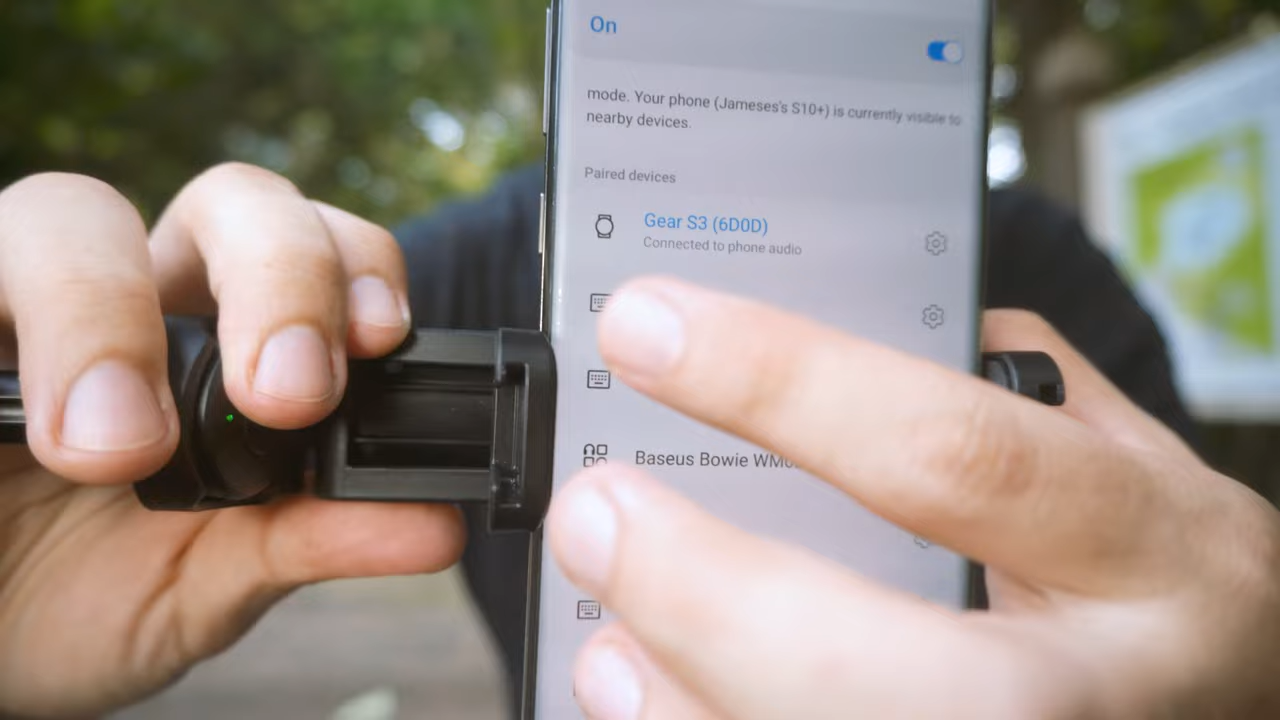 On
mode. Your phone (Jameses's S10+) is currently visible to
nearby devices.
Paired devices
Gear S3 (6D0D)
Connected to phone audio
Baseus Bowie